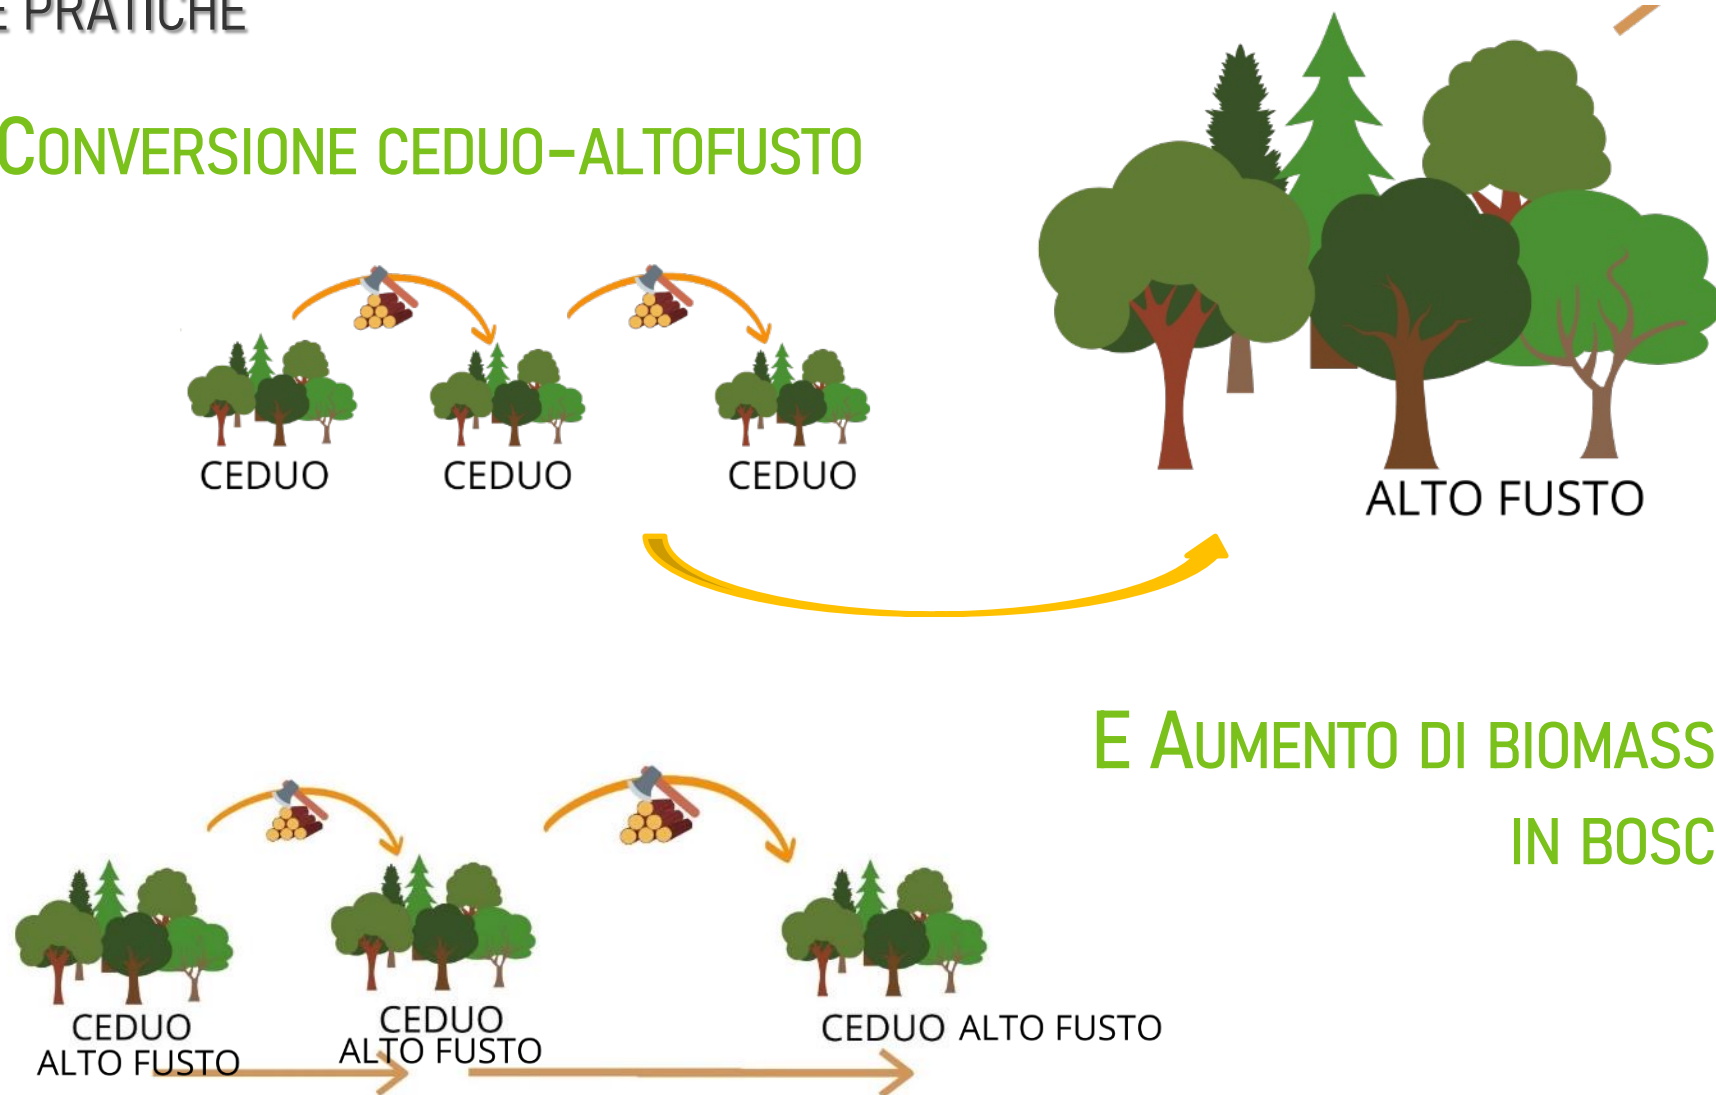 E PRATICHE
CONVERSIONE CEDUO-ALTOFUSTO
CEDUO
CEDUO
CEDUO
ALTO FUSTO
E AUMENTO DI BIOMASS
IN BOSC
CEDUO
ALTO FUSTO
CEDUO
ALTO FUSTO
CEDUO ALTO FUSTO